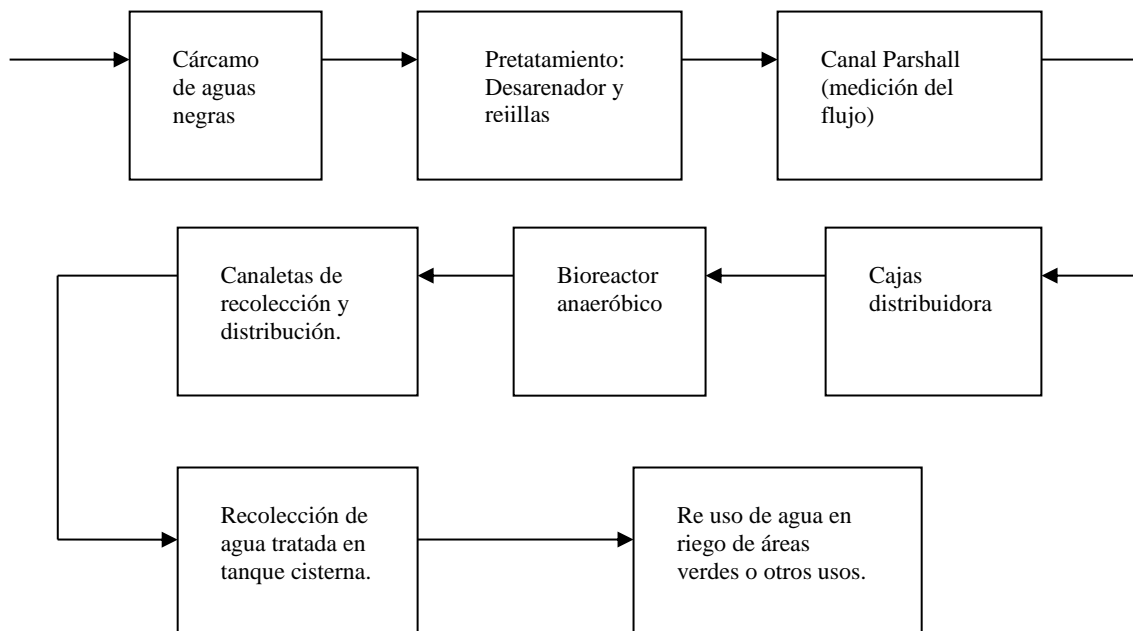 Cárcamo
de aguas
negras
Pretatamiento:
Desarenador y
rejillas
Canal Parshall
(medición del
flujo)
Cajas
distribuidora
Bioreactor
anaeróbico
Canaletas de
recolección y
distribución.
Recolección de
agua tratada en
tanque cisterna.
Re uso de agua en
riego de áreas
verdes o otros usos.